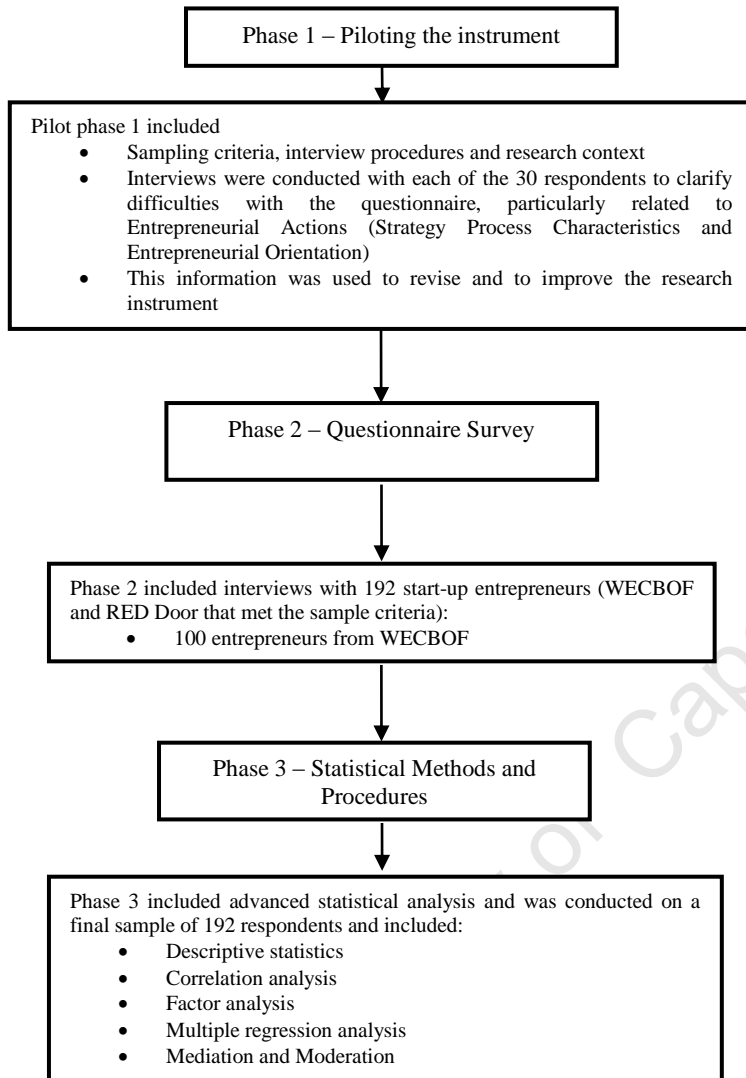 Phase 1 – Piloting the instrument
Pilot phase 1 included
• Sampling criteria, interview procedures and research context
• Interviews were conducted with each of the 30 respondents to clarify
difficulties with the questionnaire, particularly related to
Entrepreneurial Actions (Strategy Process Characteristics and
Entrepreneurial Orientation)
• This information was used to revise and to improve the research
instrument
Phase 2 – Questionnaire Survey
Phase 2 included interviews with 192 start-up entrepreneurs (WECBOF
and RED Door that met the sample criteria):
• 100 entrepreneurs from WECBOF
Phase 3 – Statistical Methods and
Procedures
Phase 3 included advanced statistical analysis and was conducted on a
final sample of 192 respondents and included:
• Descriptive statistics
• Correlation analysis
• Factor analysis
• Multiple regression analysis
• Mediation and Moderation